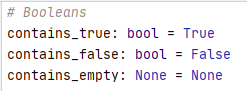 # Booleans
contains_true: bool = True
contains_false: bool = False
contains_empty: None = None